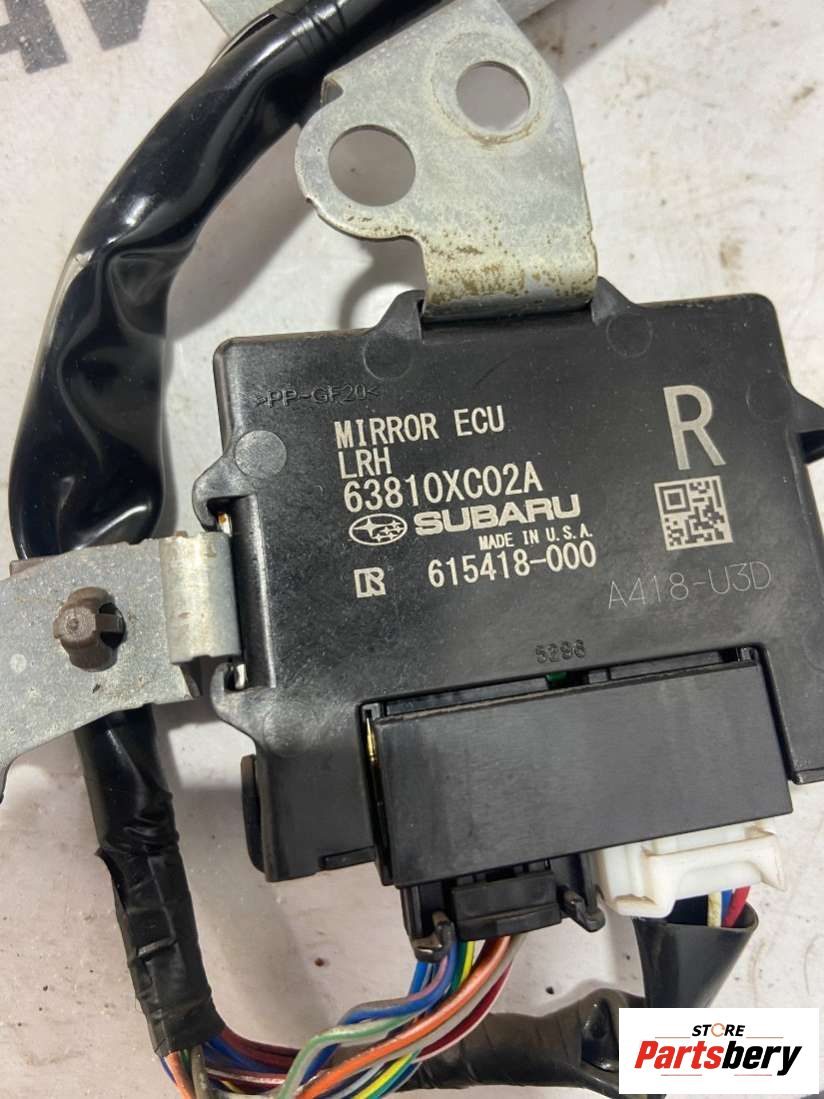 >PP-GF20<
MIRROR ECU
LRH
63810XC02A
SUBARU
MADE IN U.S.A.
615418-000
R
A418-U3D
5296
STORE
Partsbery